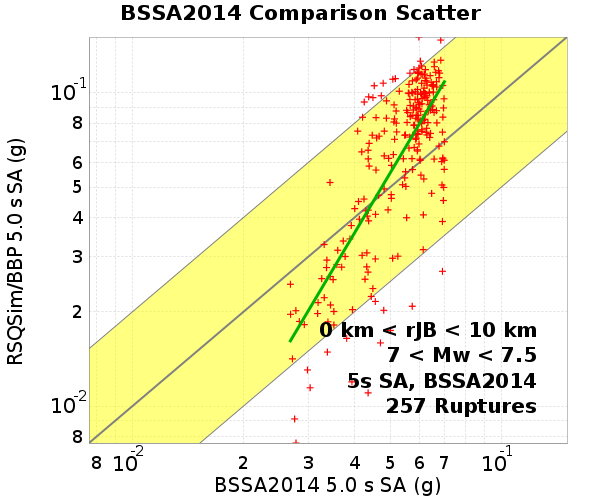 BSSA2014 Comparison Scatter
RSQSim/BBP 5.0 s SA (g)
10-1
8
6
5
4
3
2
10-2
8
0 km < rJB < 10 km
7 < Mw < 7.5
5s SA, BSSA2014
257 Ruptures
8 10-2 2 3 4 5 6 7 8 10-1
BSSA2014 5.0 s SA (g)